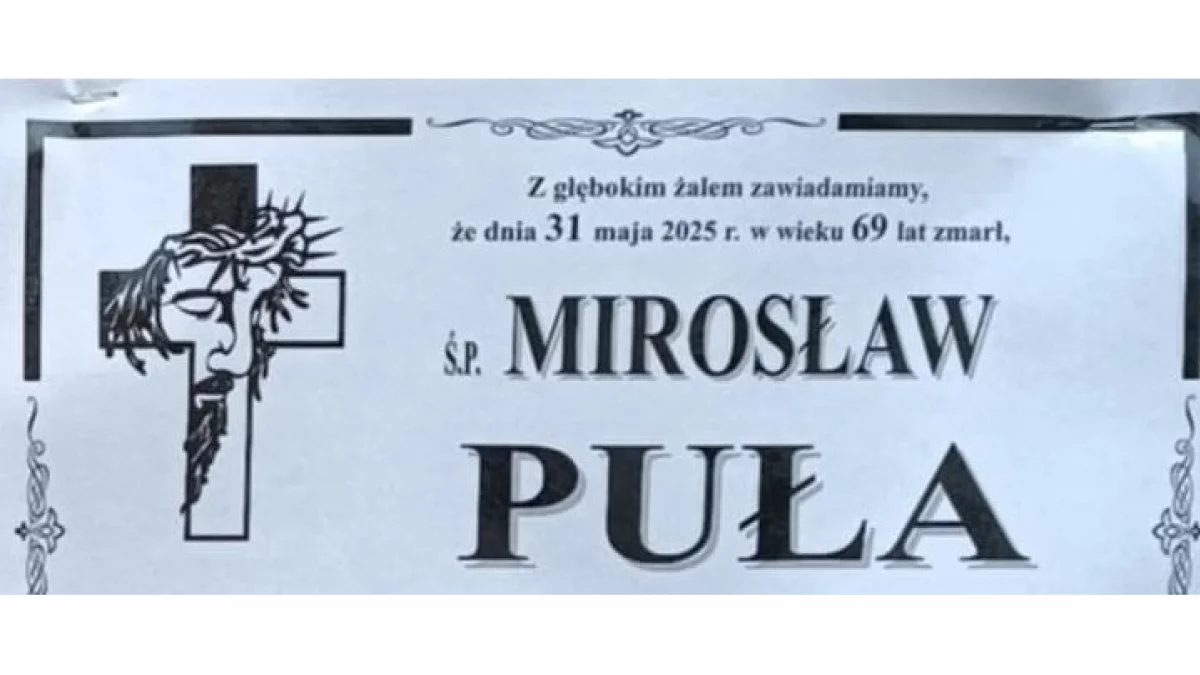 Z głębokim żalem zawiadamiamy,
że dnia 31 maja 2025 r. w wieku 69 lat zmarł,
Ś.P. MIROSŁAW
PUŁA